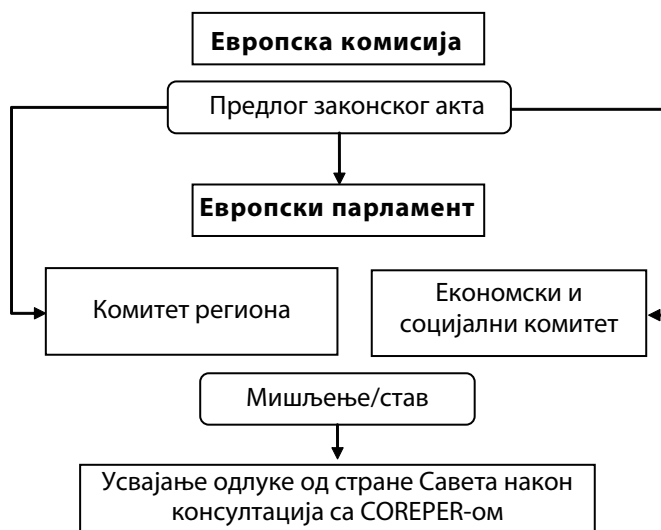 Европска комисија
Предлог законског акта
Европски парламент
Комитет региона
Економски и
социјални комитет
Мишљење/став
Усвајање одлуке од стране Савета након
консултација са COREPER-ом